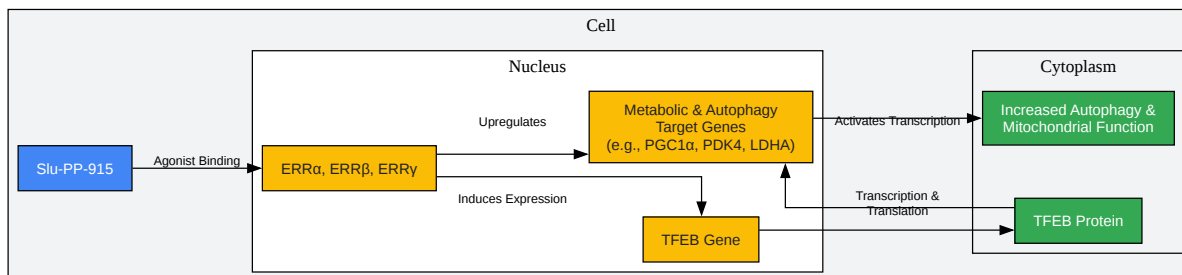 Cell
Nucleus
Cytoplasm
Metabolic & Autophagy
Target Genes
(e.g., PGC1α, PDK4, LDHA)
Increased Autophagy &
Mitochondrial Function
Upregulates
Activates Transcription
Slu-PP-915
Agonist Binding
ERRα, ERRβ, ERRγ
Induces Expression
Transcription &
Translation
TFEB Gene
TFEB Protein